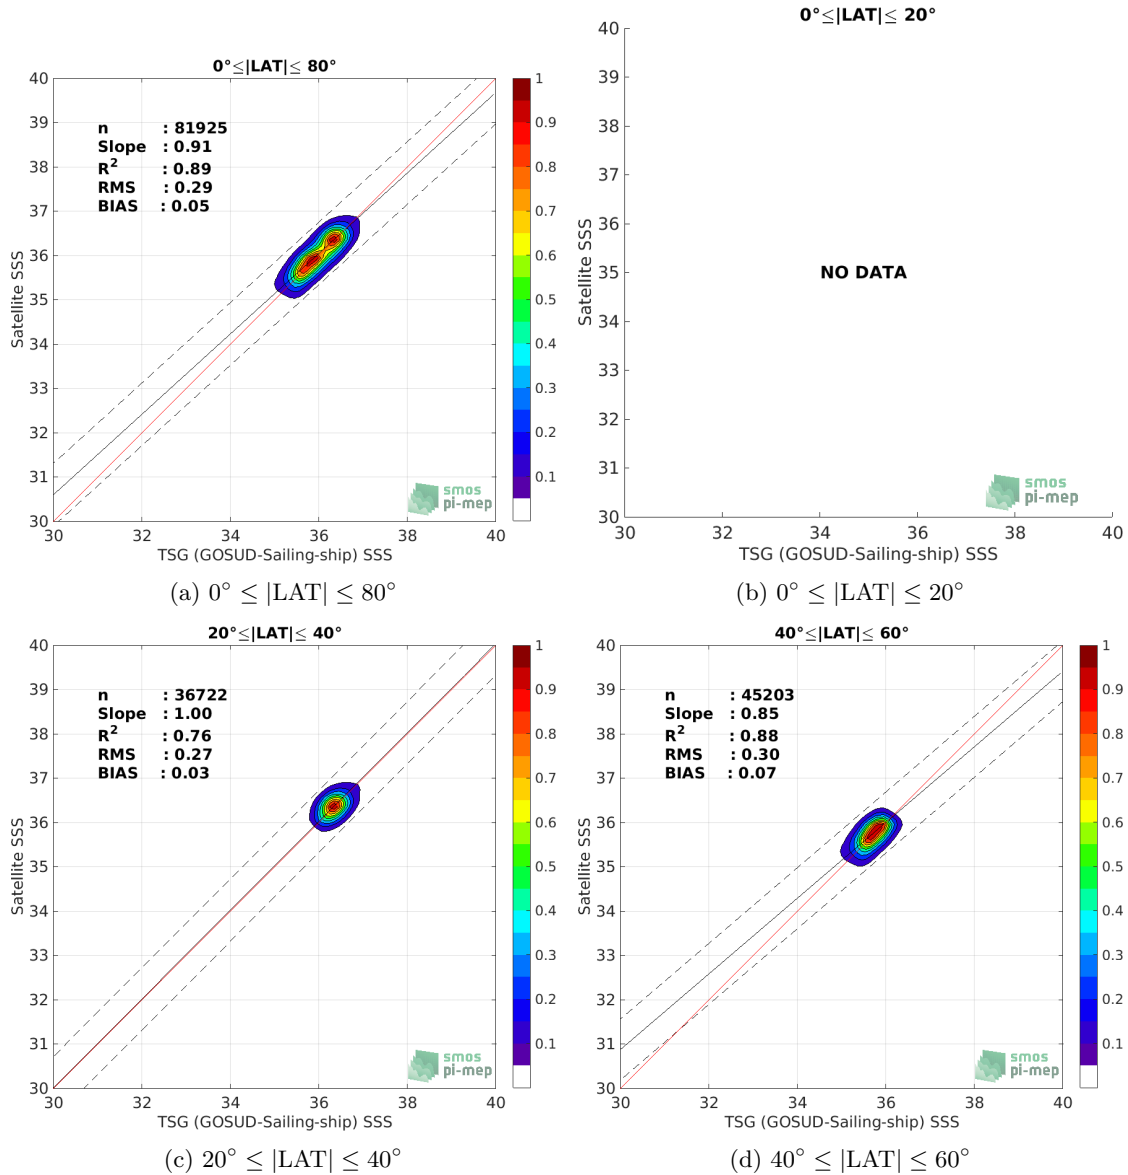 0°≤|LAT|≤ 80°
40
39
38
37
36
35
34
33
32
31
30
Satellite SSS
n : 81925
Slope : 0.91
R² : 0.89
RMS : 0.29
BIAS : 0.05
smos
pi-mep
30 32 34 36 38 40
TSG (GOSUD-Sailing-ship) SSS
1
0.9
0.8
0.7
0.6
0.5
0.4
0.3
0.2
0.1
(a) 0° ≤ |LAT| ≤ 80°
0°≤|LAT|≤ 20°
40
39
38
37
36
35
34
33
32
31
30
Satellite SSS
NO DATA
smos
pi-mep
30 32 34 36 38 40
TSG (GOSUD-Sailing-ship) SSS
(b) 0° ≤ |LAT| ≤ 20°
20°≤|LAT|≤ 40°
40
39
38
37
36
35
34
33
32
31
30
Satellite SSS
n : 36722
Slope : 1.00
R² : 0.76
RMS : 0.27
BIAS : 0.03
smos
pi-mep
30 32 34 36 38 40
TSG (GOSUD-Sailing-ship) SSS
1
0.9
0.8
0.7
0.6
0.5
0.4
0.3
0.2
0.1
(c) 20° ≤ |LAT| ≤ 40°
40°≤|LAT|≤ 60°
40
39
38
37
36
35
34
33
32
31
30
Satellite SSS
n : 45203
Slope : 0.85
R² : 0.88
RMS : 0.30
BIAS : 0.07
smos
pi-mep
30 32 34 36 38 40
TSG (GOSUD-Sailing-ship) SSS
1
0.9
0.8
0.7
0.6
0.5
0.4
0.3
0.2
0.1
(d) 40° ≤ |LAT| ≤ 60°